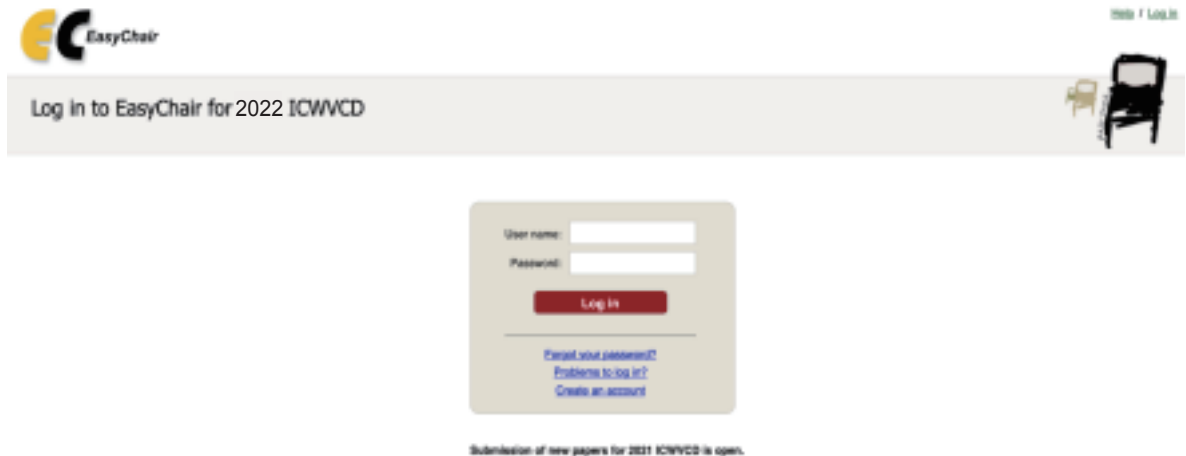 Help / Log in
EasyChair
Log in to EasyChair for 2022 ICWVCD
User name:
Password:
Log in
Forgot your password?
Problems to log in?
Create an account
Submission of new papers for 2021 ICWVCD is open.